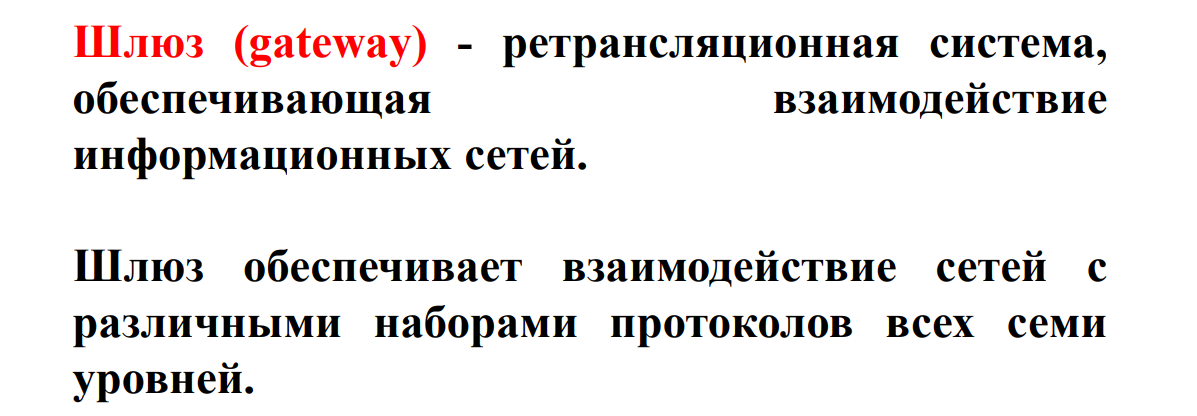 Шлюз (gateway) - ретрансляционная система,
обеспечивающая взаимодействие
информационных сетей.
Шлюз обеспечивает взаимодействие сетей с
различными наборами протоколов всех семи
уровней.